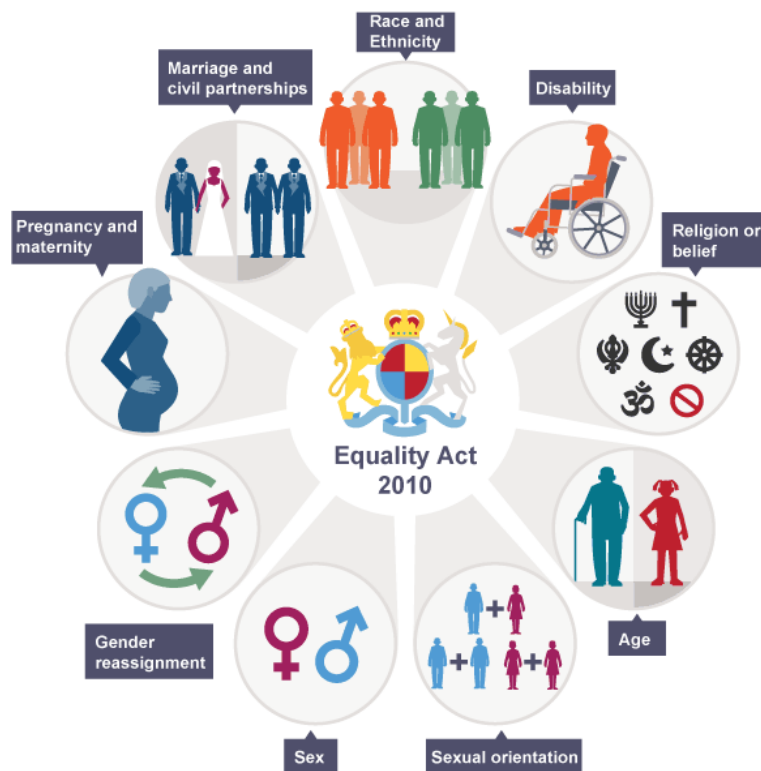 Race and
Ethnicity
Marriage and
civil partnerships
Disability
Pregnancy and
maternity
Religion or
belief
Equality Act
2010
Gender
reassignment
Age
Sex
Sexual orientation